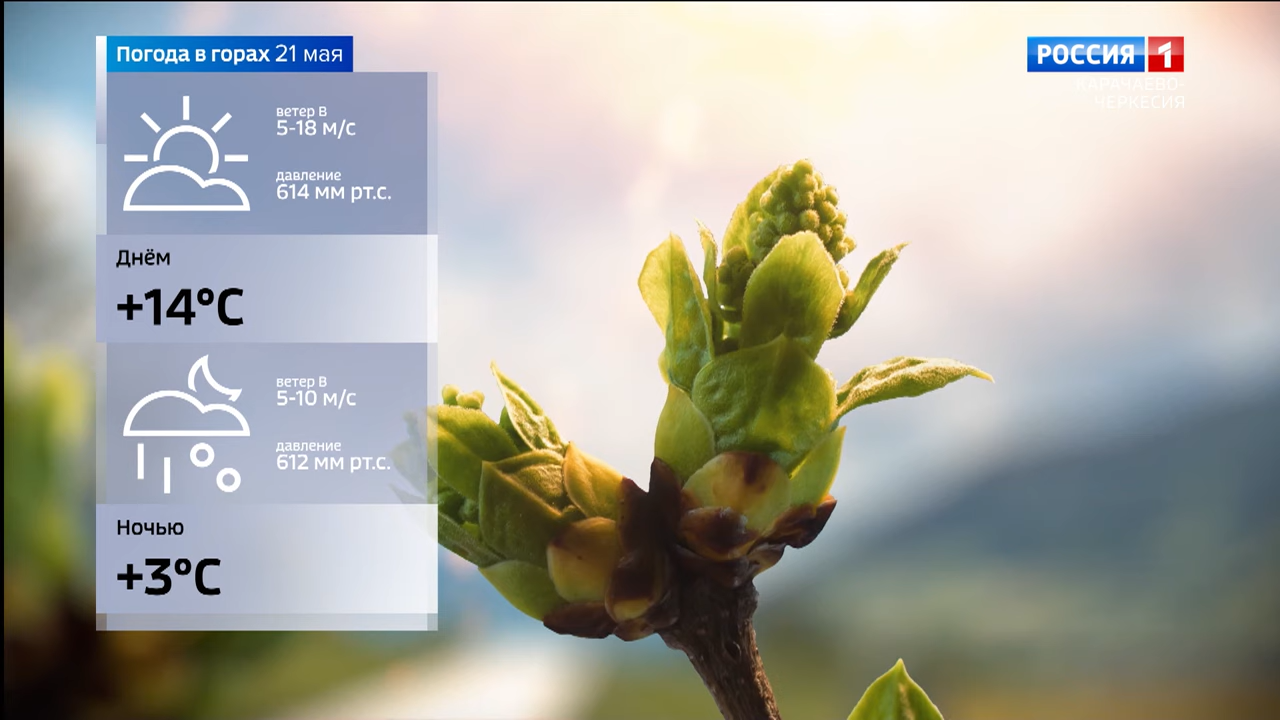 Погода в горах 21 мая
ветер В
5-18 м/с
давление
614 мм рт.с.
Днём
+14°C
ветер В
5-10 м/с
давление
612 мм рт.с.
Ночью
+3°C
РОССИЯ 1
КАРАЧАЕВО-
ЧЕРКЕСИЯ